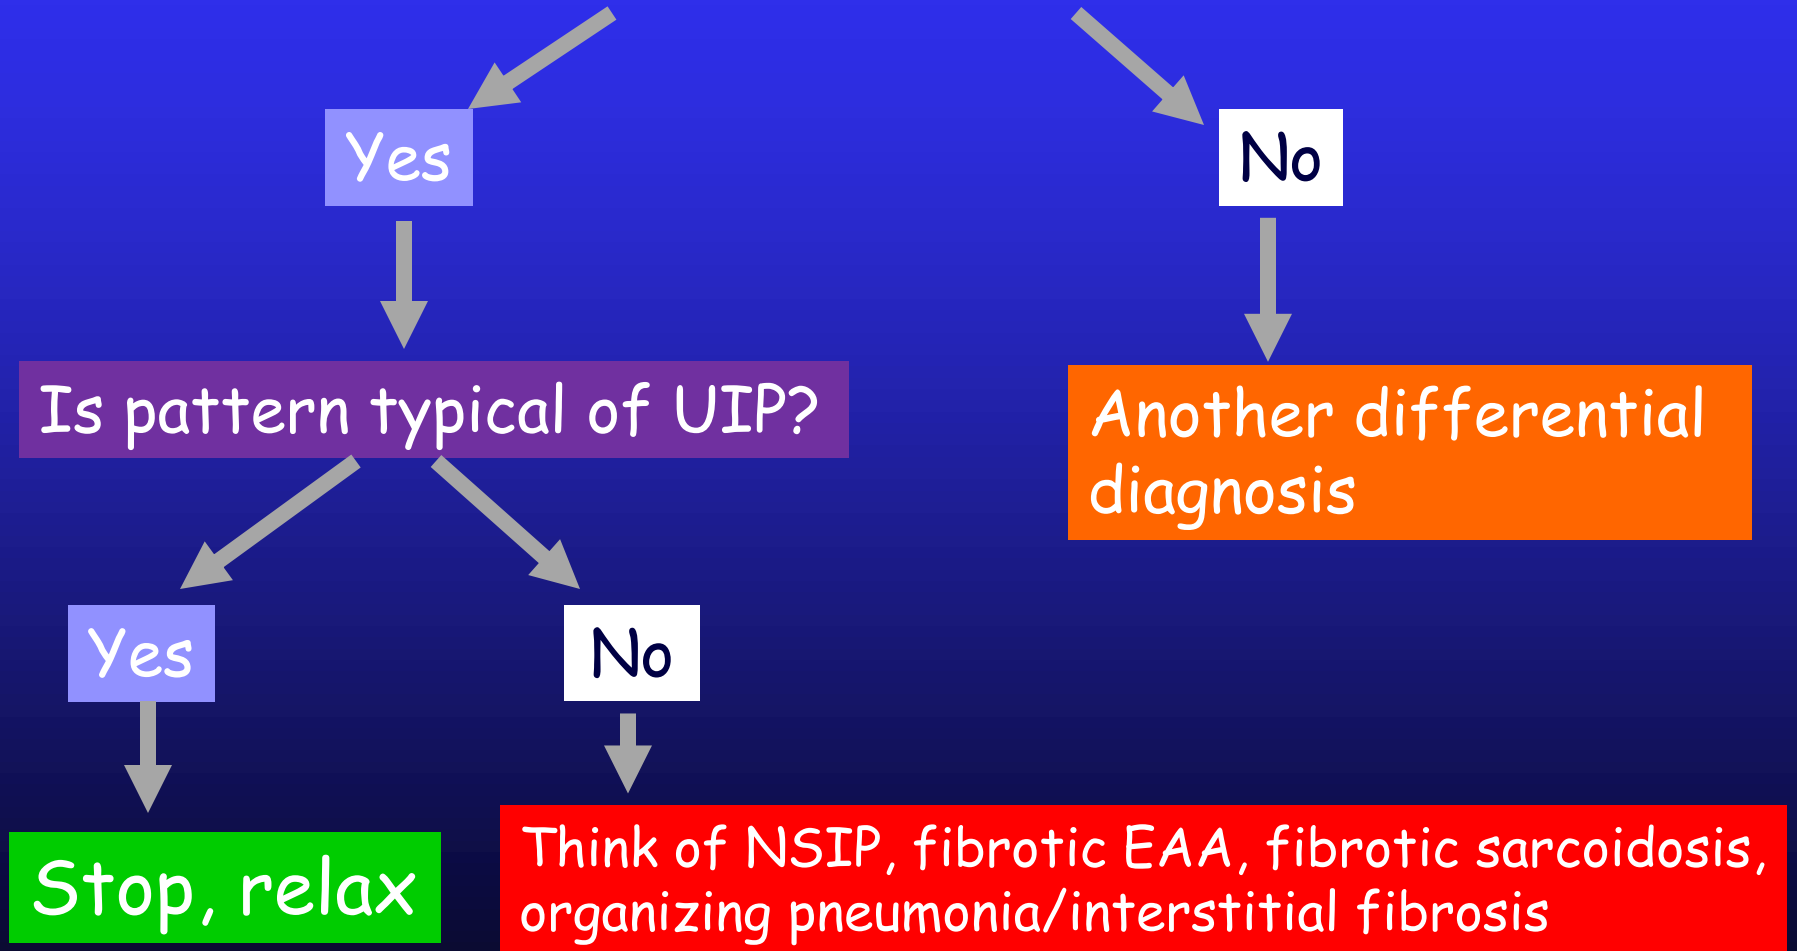 Yes
No
Is pattern typical of UIP?
Another differential
diagnosis
Yes
No
Stop, relax
Think of NSIP, fibrotic EAA, fibrotic sarcoidosis,
organizing pneumonia/interstitial fibrosis